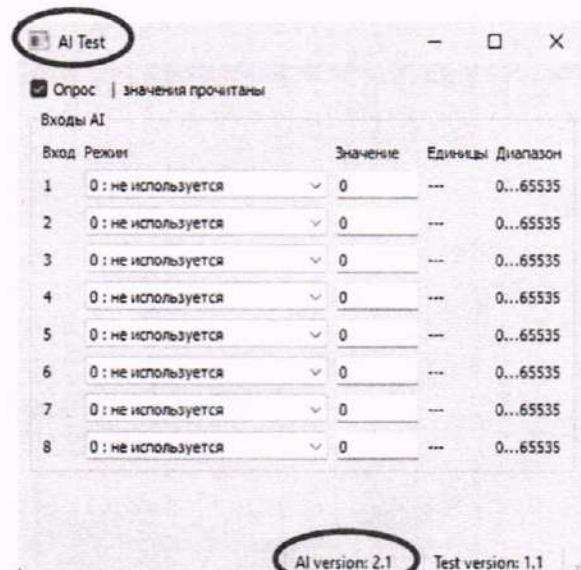 AI Test
Опрос | значения прочитаны
Входы AI
Вход Режим Значение Единицы Диапазон
1 0 : не используется 0 --- 0...65535
2 0 : не используется 0 --- 0...65535
3 0 : не используется 0 --- 0...65535
4 0 : не используется 0 --- 0...65535
5 0 : не используется 0 --- 0...65535
6 0 : не используется 0 --- 0...65535
7 0 : не используется 0 --- 0...65535
8 0 : не используется 0 --- 0...65535
AI version: 2.1 Test version: 1.1